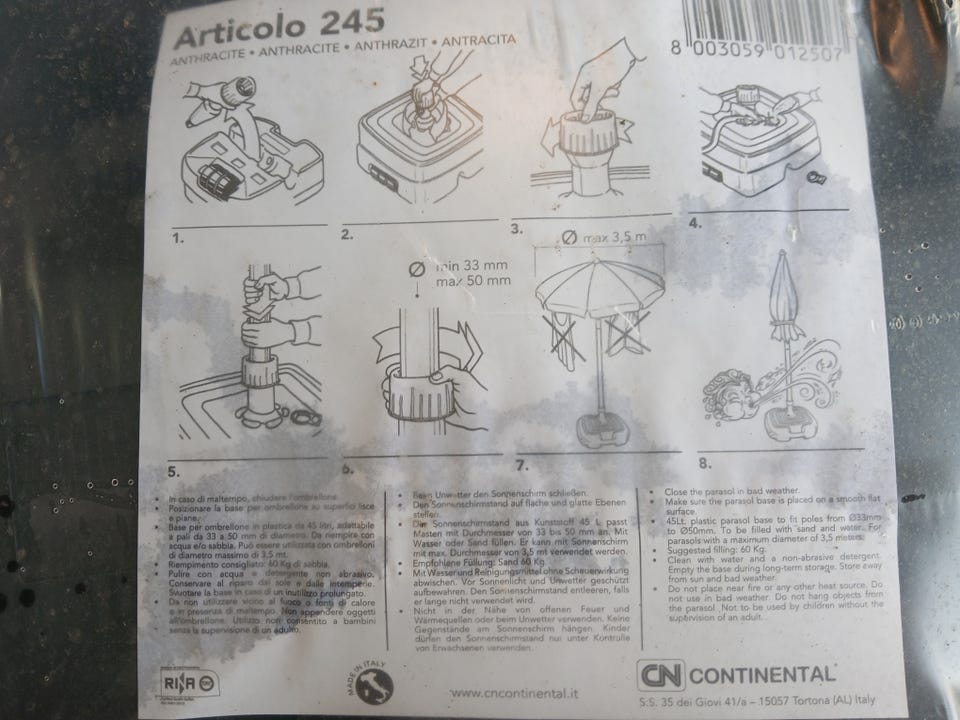 Articolo 245
ANTHRACITE • ANTHRACITE • ANTHRAZIT • ANTRACITA
8 003059 012507
1.
2.
3.
4.
Ø max 3,5 m
Ø min 33 mm
max 50 mm
5.
6.
7.
8.
• In caso di maltempo, chiudere l'ombrellone.
• Posizionare la base per ombrellone su superfici lisce
e piane.
• Base per ombrellone in plastica da 45 litri, adattabile
a pali da 33 a 50 mm di diametro. Da riempire con
acqua e/o sabbia. Può essere utilizzata con ombrelloni
di diametro massimo di 3,5 mt.
• Riempimento consigliato: 60 Kg di sabbia.
• Pulire con acqua e detergente non abrasivo.
Conservare al riparo dal sole e dalle intemperie.
Svuotare la base in caso di un inutilizzo prolungato.
• Da non utilizzare vicino al fuoco o fonti di calore
e in presenza di maltempo. Non appendere oggetti
all'ombrellone. Utilizzo non consentito a bambini
senza la supervisione di un adulto.
• Beim Unwetter den Sonnenschirm schließen.
• Den Sonnenschirmstand auf flache und glatte Ebenen
stellen.
• Der Sonnenschirmstand aus Kunststoff 45 L passt
Masten mit Durchmesser von 33 bis 50 mm an. Mit
Wasser oder Sand füllen. Er kann mit Sonnenschirm
mit max. Durchmesser von 3,5 mt verwendet werden.
• Empfohlene Füllung: Sand 60 Kg.
• Mit Wasser und Reinigungsmittel ohne Scheuerwirkung
abwischen. Vor Sonnenlicht und Unwetter geschützt
aufbewahren. Den Sonnenschirmstand entleeren, falls
er lange nicht verwendet wird.
• Nicht in der Nähe von offenen Feuer und
Wärmequellen oder beim Unwetter verwenden. Keine
Gegenstände am Sonnenschirm hängen. Kinder
dürfen den Sonnenschirmstand nur unter Kontrolle
von Erwachsenen verwenden.
• Close the parasol in bad weather.
• Make sure the parasol base is placed on a smooth flat
surface.
• 45Lt. plastic parasol base to fit poles from Ø33mm
to Ø50mm. To be filled with sand and water. For
parasols with a maximum diameter of 3,5 meters.
• Suggested filling: 60 Kg.
• Clean with water and a non-abrasive detergent.
Empty the base during long-term storage. Store away
from sun and bad weather.
• Do not place near fire or any other heat source. Do
not use in bad weather. Do not hang objects from
the parasol. Not to be used by children without the
suptrvision of an adult.
RINA
MADE IN ITALY
www.cncontinental.it
CN CONTINENTAL
S.S. 35 dei Giovi 41/a – 15057 Tortona (AL) Italy